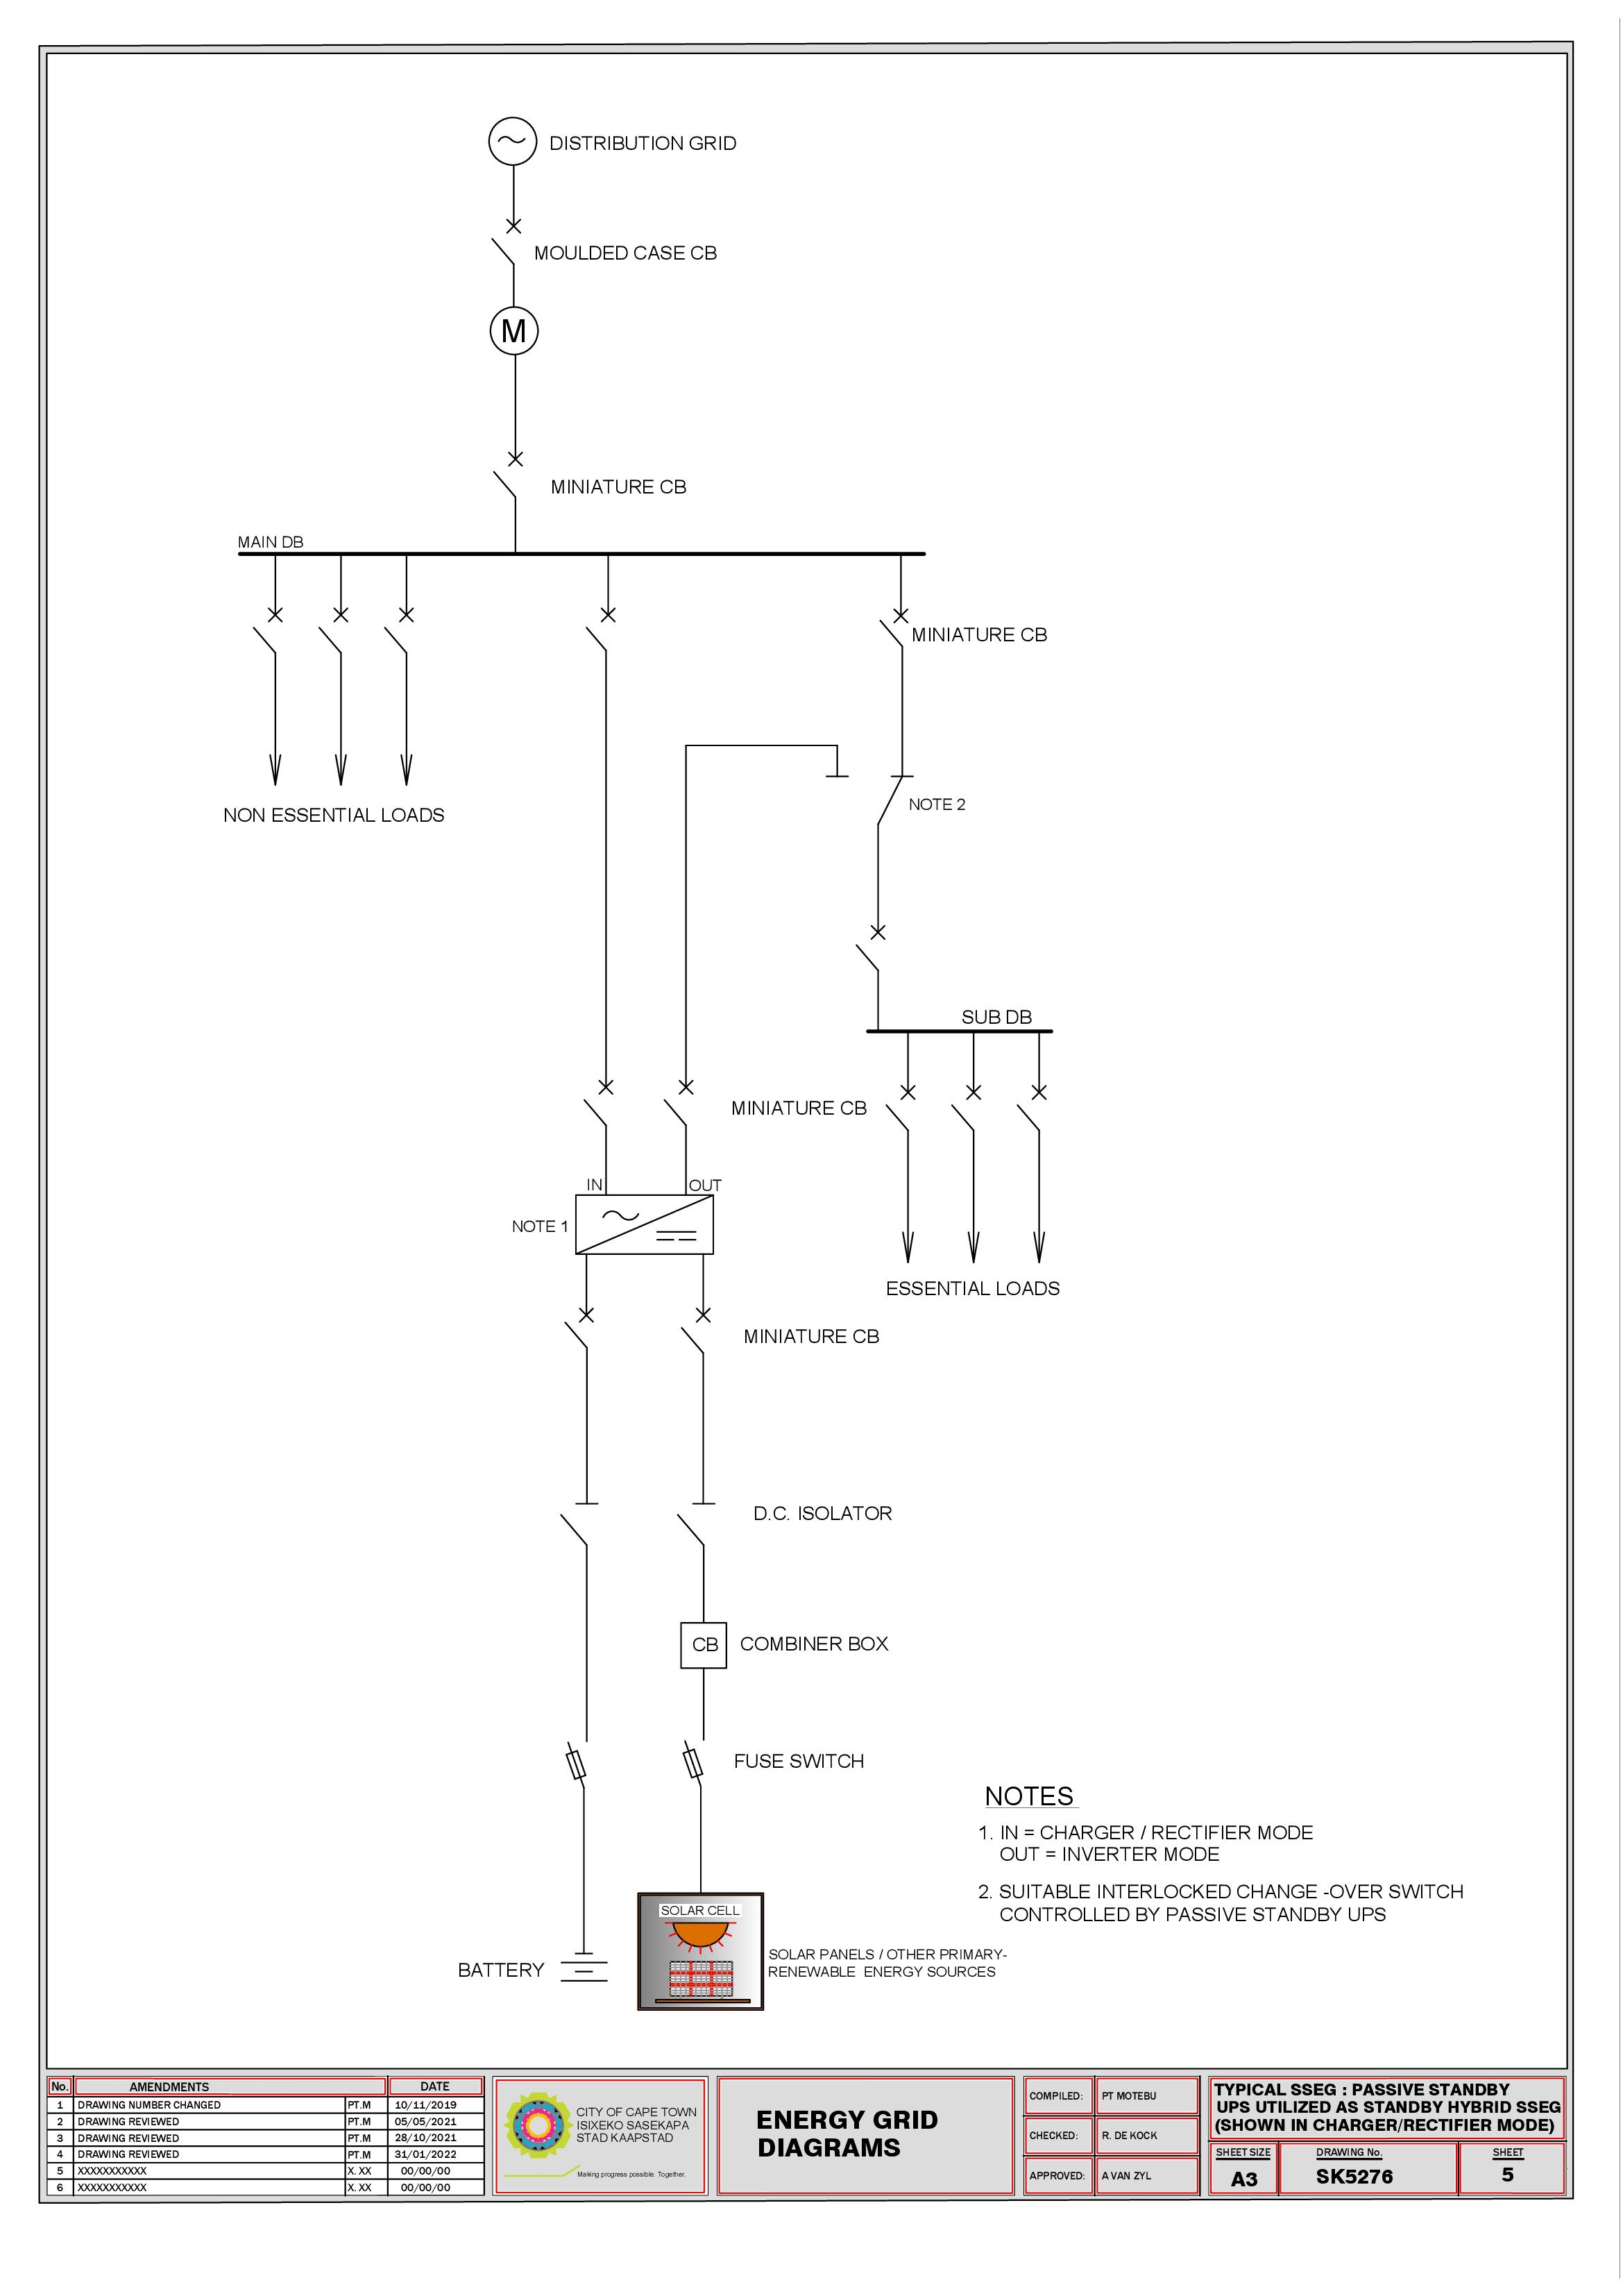 DISTRIBUTION GRID
MOULDED CASE CB
M
MINIATURE CB
MAIN DB
MINIATURE CB
NOTE 2
NON ESSENTIAL LOADS
SUB DB
MINIATURE CB
IN
OUT
NOTE 1
ESSENTIAL LOADS
MINIATURE CB
D.C. ISOLATOR
CB
COMBINER BOX
FUSE SWITCH
SOLAR CELL
BATTERY
SOLAR PANELS / OTHER PRIMARY-
RENEWABLE ENERGY SOURCES
NOTES
1. IN = CHARGER / RECTIFIER MODE
OUT = INVERTER MODE
2. SUITABLE INTERLOCKED CHANGE -OVER SWITCH
CONTROLLED BY PASSIVE STANDBY UPS
No. AMENDMENTS DATE
1 DRAWING NUMBER CHANGED PT.M 10/11/2019
2 DRAWING REVIEWED PT.M 05/05/2021
3 DRAWING REVIEWED PT.M 28/10/2021
4 DRAWING REVIEWED PT.M 31/01/2022
5 XXXXXXXXXXX X. XX 00/00/00
6 XXXXXXXXXXX X. XX 00/00/00
CITY OF CAPE TOWN
ISIXEKO SASEKAPA
STAD KAAPSTAD
Making progress possible. Together.
ENERGY GRID
DIAGRAMS
COMPILED: PT MOTEBU
CHECKED: R. DE KOCK
APPROVED: A VAN ZYL
TYPICAL SSEG : PASSIVE STANDBY
UPS UTILIZED AS STANDBY HYBRID SSEG
(SHOWN IN CHARGER/RECTIFIER MODE)
SHEET SIZE DRAWING No. SHEET
A3 SK5276 5